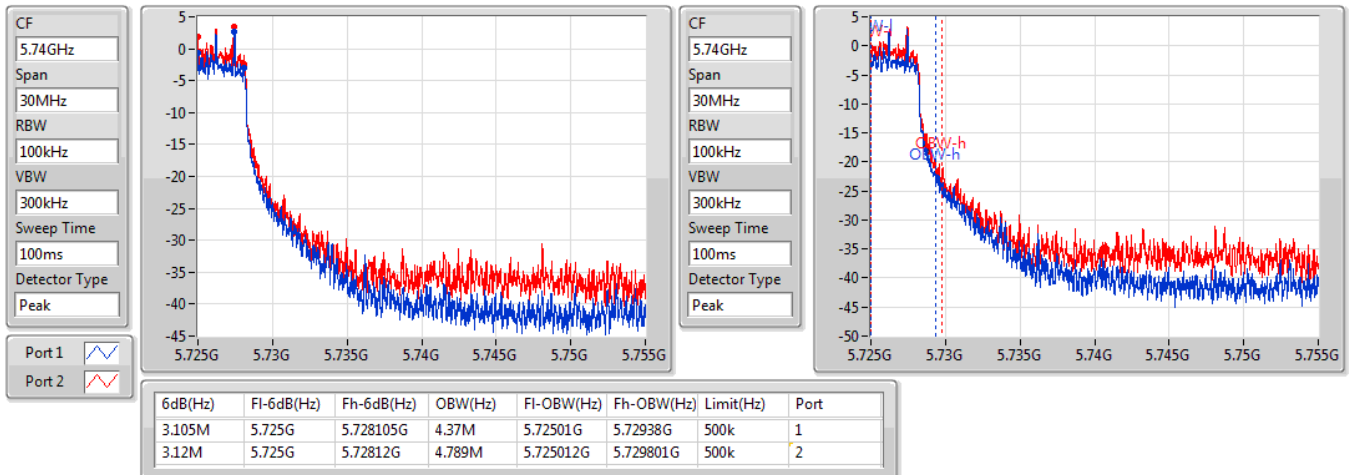 CF
5.74GHz
Span
30MHz
RBW
100kHz
VBW
300kHz
Sweep Time
100ms
Detector Type
Peak
Port 1
Port 2
5
0
-5
-10
-15
-20
-25
-30
-35
-40
-45
5.725G 5.73G 5.735G 5.74G 5.745G 5.75G 5.755G
CF
5.74GHz
Span
30MHz
RBW
100kHz
VBW
300kHz
Sweep Time
100ms
Detector Type
Peak
5
0
-5
-10
-15
-20
-25
-30
-35
-40
-45
-50
OBW-h
OBW-h
5.725G 5.73G 5.735G 5.74G 5.745G 5.75G 5.755G
6dB(Hz) Fl-6dB(Hz) Fh-6dB(Hz) OBW(Hz) Fl-OBW(Hz) Fh-OBW(Hz) Limit(Hz) Port
3.105M 5.725G 5.728105G 4.37M 5.72501G 5.72938G 500k 1
3.12M 5.725G 5.72812G 4.789M 5.725012G 5.729801G 500k 2